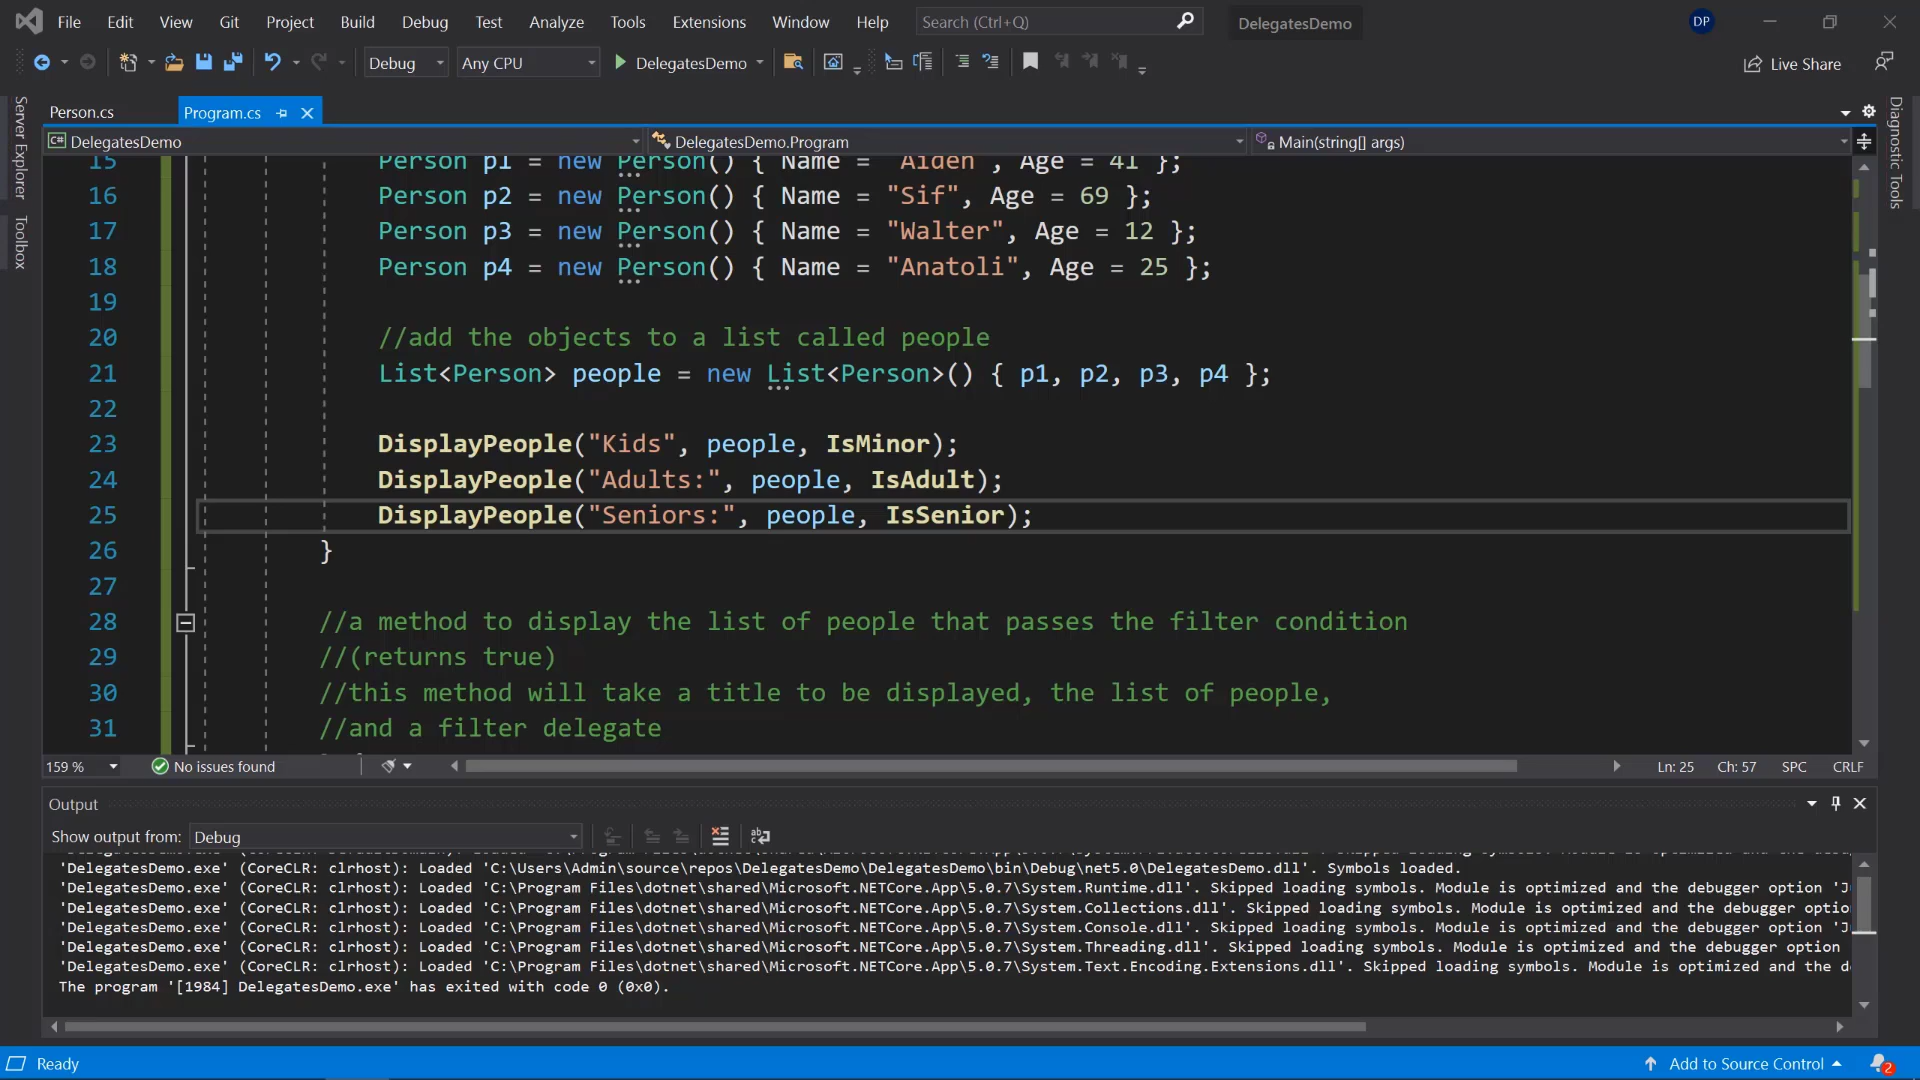 File Edit View Git Project Build Debug Test Analyze Tools Extensions Window Help Search (Ctrl+Q) DelegatesDemo DP
Debug Any CPU DelegatesDemo Live Share
Server Explorer
Toolbox
Diagnostic Tools
Person.cs Program.cs
C# DelegatesDemo DelegatesDemo.Program Main(string[] args)
15 Person p1 = new Person() { Name = "Aiden", Age = 41 };
16 Person p2 = new Person() { Name = "Sif", Age = 69 };
17 Person p3 = new Person() { Name = "Walter", Age = 12 };
18 Person p4 = new Person() { Name = "Anatoli", Age = 25 };
19
20 //add the objects to a list called people
21 List<Person> people = new List<Person>() { p1, p2, p3, p4 };
22
23 DisplayPeople("Kids", people, IsMinor);
24 DisplayPeople("Adults:", people, IsAdult);
25 DisplayPeople("Seniors:", people, IsSenior);
26 }
27
28 //a method to display the list of people that passes the filter condition
29 //(returns true)
30 //this method will take a title to be displayed, the list of people,
31 //and a filter delegate
159 % No issues found Ln: 25 Ch: 57 SPC CRLF
Output
Show output from: Debug
'DelegatesDemo.exe' (CoreCLR: clrhost): Loaded 'C:\Users\Admin\source\repos\DelegatesDemo\DelegatesDemo\bin\Debug\net5.0\DelegatesDemo.dll'. Symbols loaded.
'DelegatesDemo.exe' (CoreCLR: clrhost): Loaded 'C:\Program Files\dotnet\shared\Microsoft.NETCore.App\5.0.7\System.Runtime.dll'. Skipped loading symbols. Module is optimized and the debugger option 'J
'DelegatesDemo.exe' (CoreCLR: clrhost): Loaded 'C:\Program Files\dotnet\shared\Microsoft.NETCore.App\5.0.7\System.Collections.dll'. Skipped loading symbols. Module is optimized and the debugger optio
'DelegatesDemo.exe' (CoreCLR: clrhost): Loaded 'C:\Program Files\dotnet\shared\Microsoft.NETCore.App\5.0.7\System.Console.dll'. Skipped loading symbols. Module is optimized and the debugger option 'J
'DelegatesDemo.exe' (CoreCLR: clrhost): Loaded 'C:\Program Files\dotnet\shared\Microsoft.NETCore.App\5.0.7\System.Threading.dll'. Skipped loading symbols. Module is optimized and the debugger option
'DelegatesDemo.exe' (CoreCLR: clrhost): Loaded 'C:\Program Files\dotnet\shared\Microsoft.NETCore.App\5.0.7\System.Text.Encoding.Extensions.dll'. Skipped loading symbols. Module is optimized and the d
The program '[1984] DelegatesDemo.exe' has exited with code 0 (0x0).
Ready Add to Source Control 2